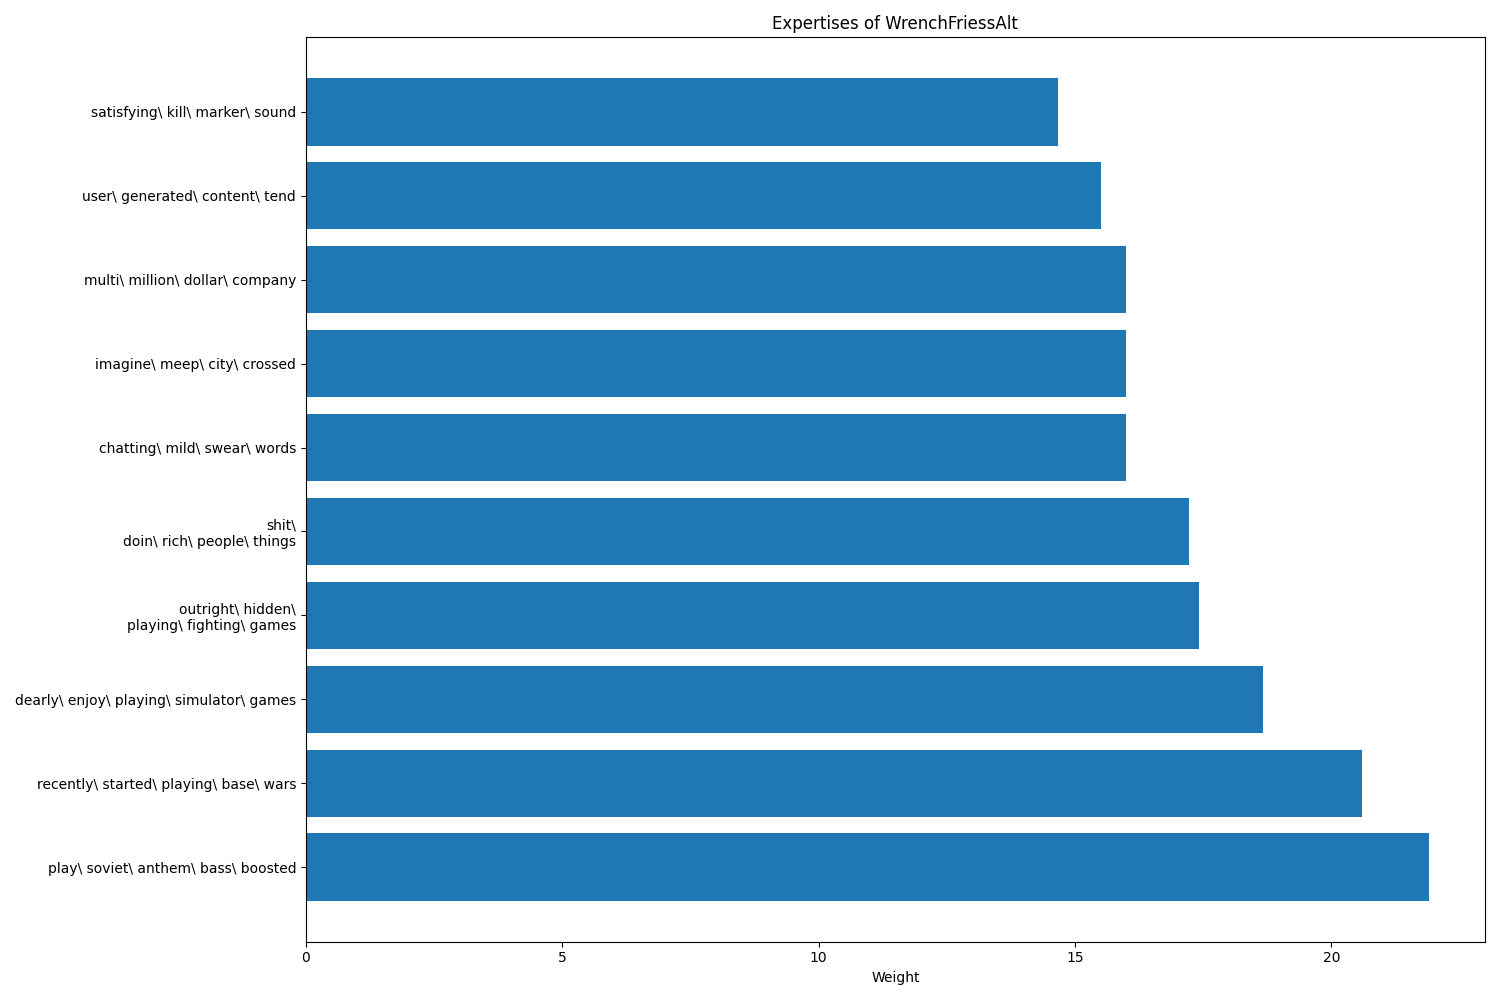 Expertises of WrenchFriessAlt
satisfying\ kill\ marker\ sound
user\ generated\ content\ tend
multi\ million\ dollar\ company
imagine\ meep\ city\ crossed
chatting\ mild\ swear\ words
shit\
doin\ rich\ people\ things
outright\ hidden\
playing\ fighting\ games
dearly\ enjoy\ playing\ simulator\ games
recently\ started\ playing\ base\ wars
play\ soviet\ anthem\ bass\ boosted
0 5 10 15 20
Weight